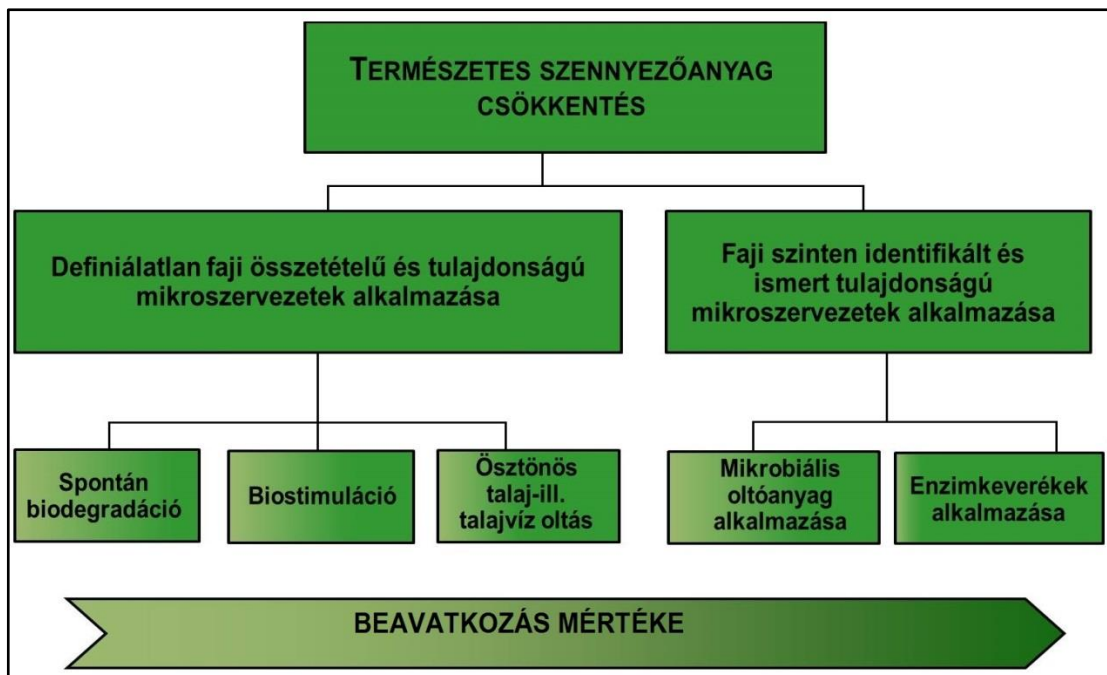 TERMÉSZETES SZENNYEZŐANYAG
CSÖKKENTÉS
Definiálatlan faji összetételű és tulajdonságú
mikroszervezetek alkalmazása
Faji szinten identifikált és
ismert tulajdonságú
mikroszervezetek alkalmazása
Spontán
biodegradáció
Biostimuláció
Ösztönös
talaj-ill.
talajvíz oltás
Mikrobiális
oltóanyag
alkalmazása
Enzimkeverékek
alkalmazása
BEAVATKOZÁS MÉRTÉKE